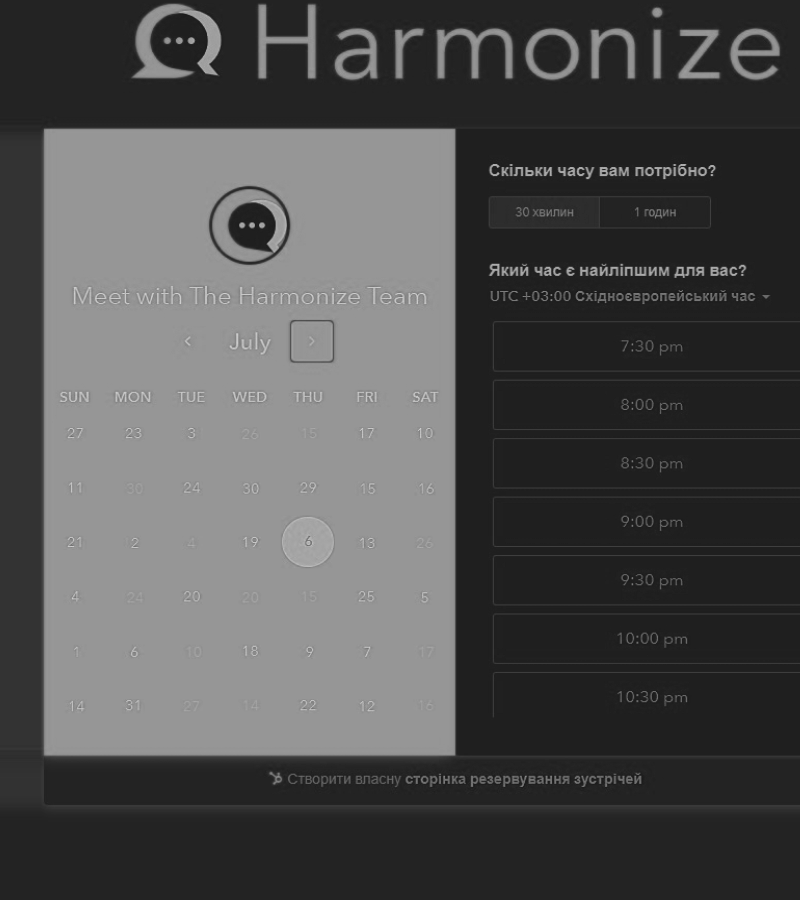 Harmonize
Meet with The Harmonize Team
July
SUN MON TUE WED THU FRI SAT
27 23 3 26 15 17 10
11 30 24 30 29 15 16
21 2 4 19 6 13 26
4 24 20 20 15 25 5
1 6 10 18 9 7 17
14 31 27 14 22 12 16
Скільки часу вам потрібно?
30 хвилин 1 годин
Який час є найліпшим для вас?
UTC +03:00 Східноєвропейський час
7:30 pm
8:00 pm
8:30 pm
9:00 pm
9:30 pm
10:00 pm
10:30 pm
Створити власну сторінка резервування зустрічей